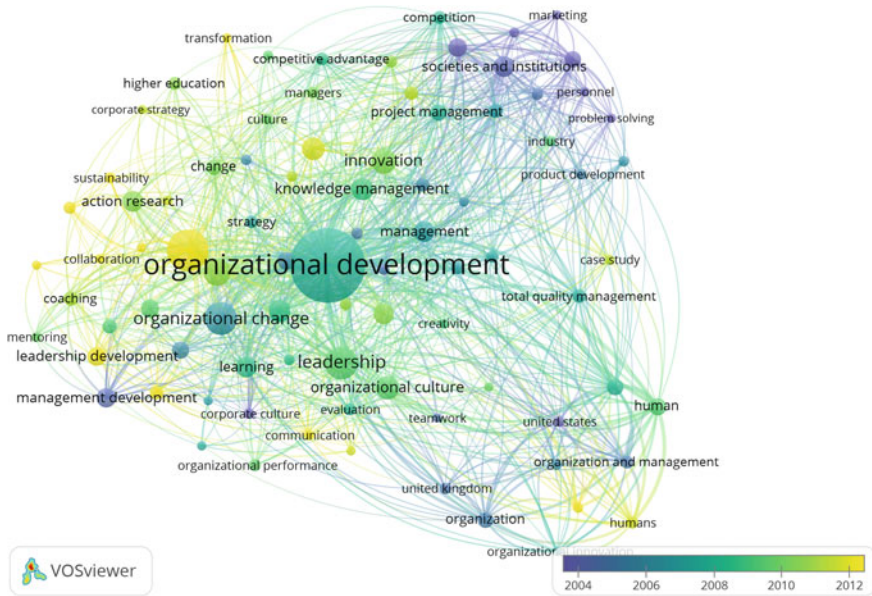 marketing
competition
transformation
competitive advantage
societies and institutions
higher education
managers
personnel
corporate strategy
project management
culture
problem solving
industry
innovation
change
product development
sustainability
knowledge management
action research
strategy
management
collaboration
organizational development
case study
coaching
total quality management
organizational change
creativity
mentoring
leadership development
learning
leadership
organizational culture
management development
human
corporate culture
evaluation
teamwork
united states
communication
organizational performance
organization and management
united kingdom
organization
humans
organizational innovation
VOSviewer
2004 2006 2008 2010 2012